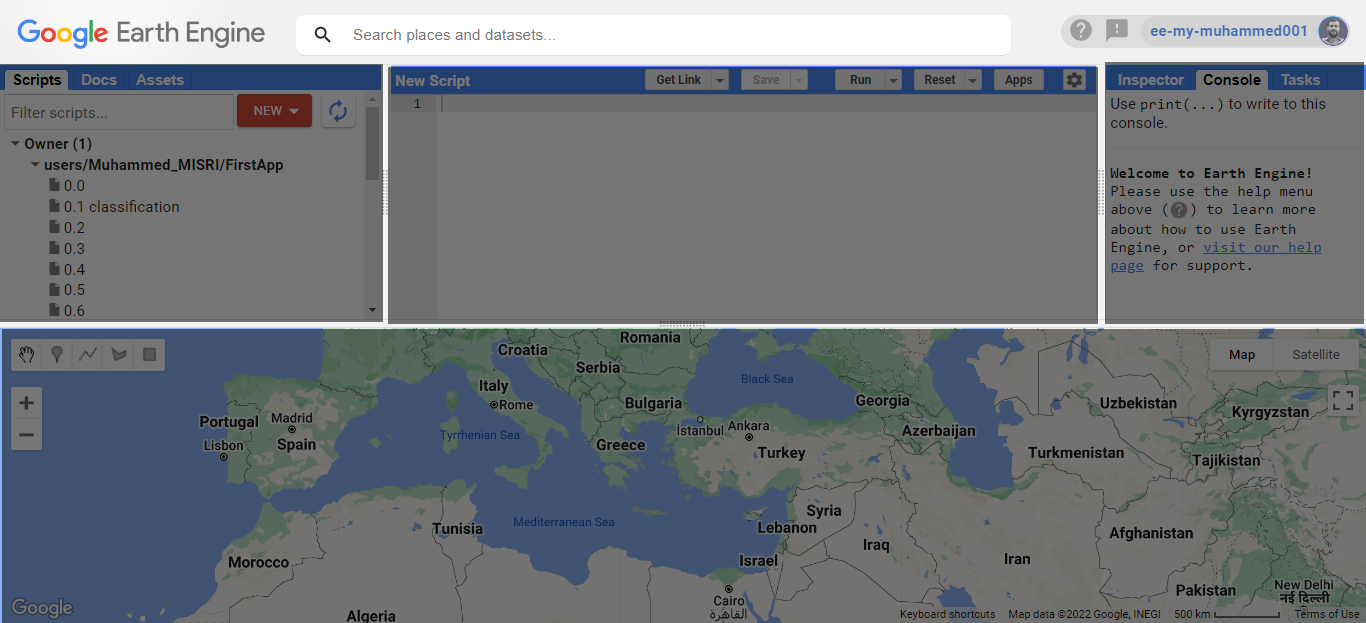 Google Earth Engine
Search places and datasets...
ee-my-muhammed001
Scripts Docs Assets
Filter scripts...
NEW
Owner (1)
users/Muhammed_MISRI/FirstApp
0.0
0.1 classification
0.2
0.3
0.4
0.5
0.6
New Script
Get Link Save Run Reset Apps
1
Inspector Console Tasks
Use print(...) to write to this
console.
Welcome to Earth Engine!
Please use the help menu
above (?) to learn more
about how to use Earth
Engine, or visit our help
page for support.
Map Satellite
Romania
Croatia
Serbia
Black Sea
Italy
Rome
Bulgaria
Georgia
Uzbekistan
Kyrgyzstan
Portugal
Madrid
Istanbul
Ankara
Azerbaijan
Lisbon
Spain
Tyrrhenian Sea
Greece
Turkey
Turkmenistan
Tajikistan
Syria
Tunisia
Mediterranean Sea
Lebanon
Afghanistan
Iraq
Iran
Morocco
Israel
Pakistan
New Delhi
नई दिल्ली
Cairo
القاهرة
Algeria
Google
Keyboard shortcuts Map data ©2022 Google, INEGI 500 km Terms of Use